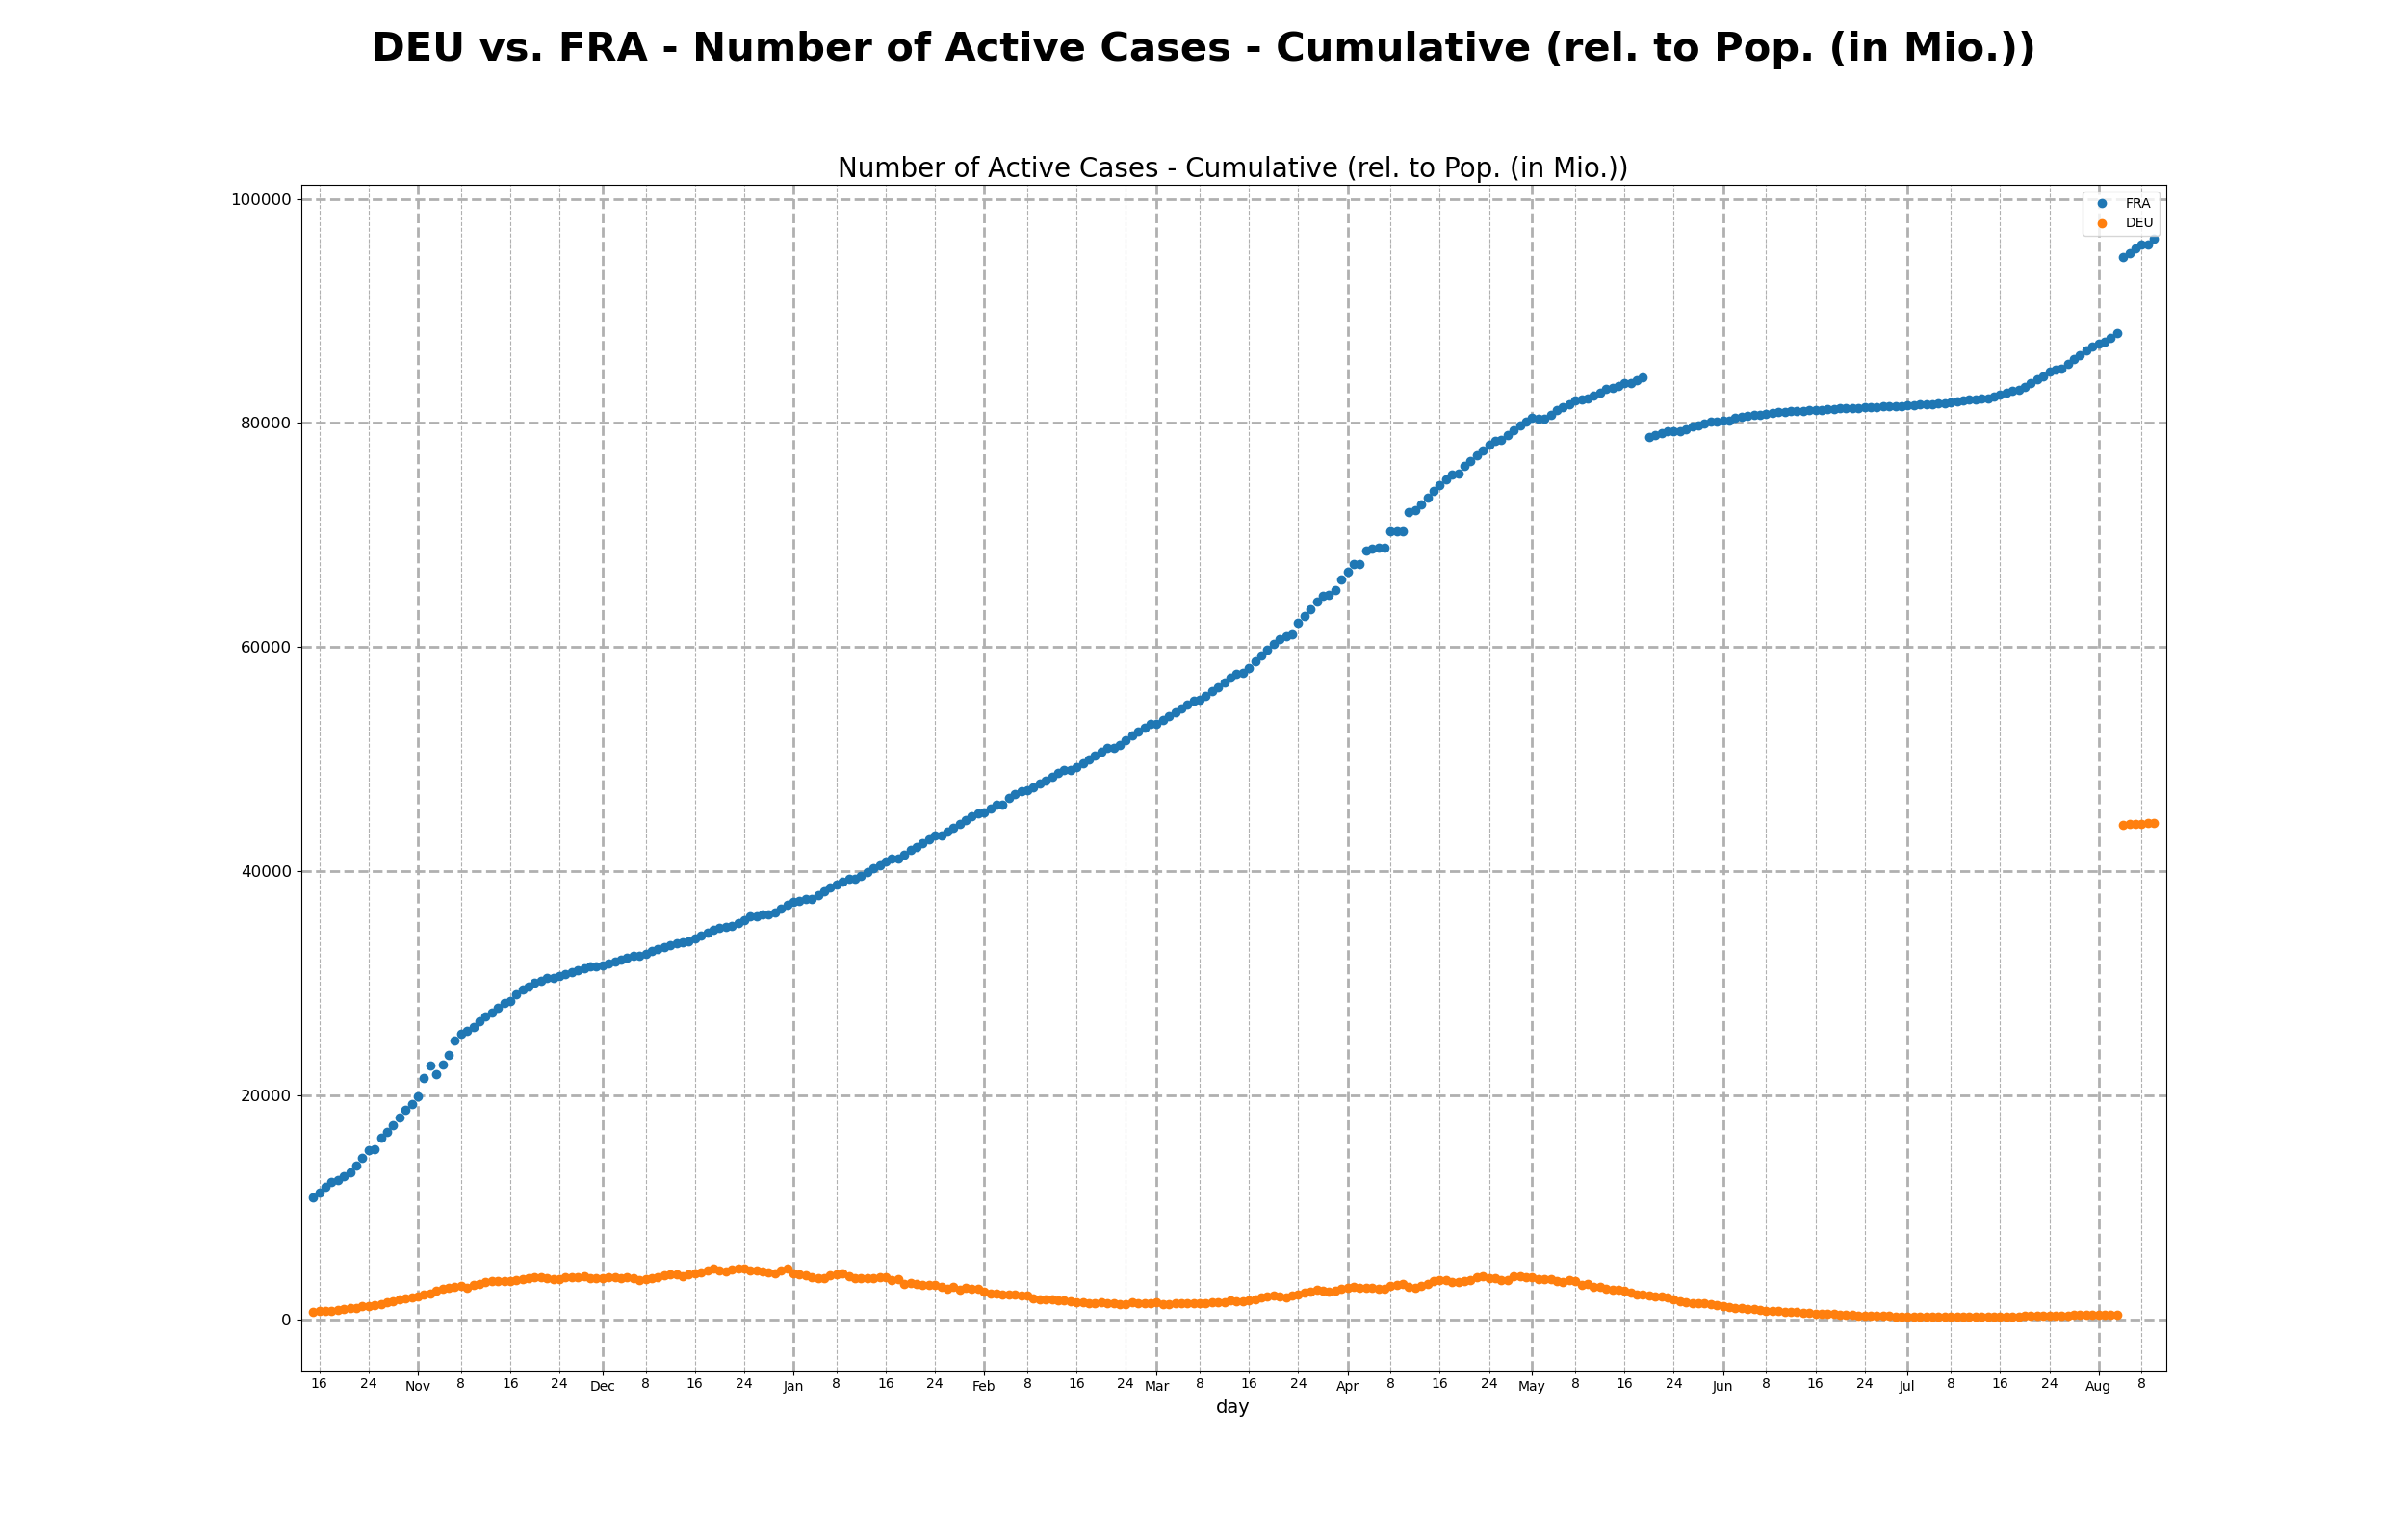 DEU vs. FRA - Number of Active Cases - Cumulative (rel. to Pop. (in Mio.))
Number of Active Cases - Cumulative (rel. to Pop. (in Mio.))
100000
80000
60000
40000
20000
0
FRA
DEU
16 24 Nov 8 16 24 Dec 8 16 24 Jan 8 16 24 Feb 8 16 24 Mar 8 16 24 Apr 8 16 24 May 8 16 24 Jun 8 16 24 Jul 8 16 24 Aug 8
day